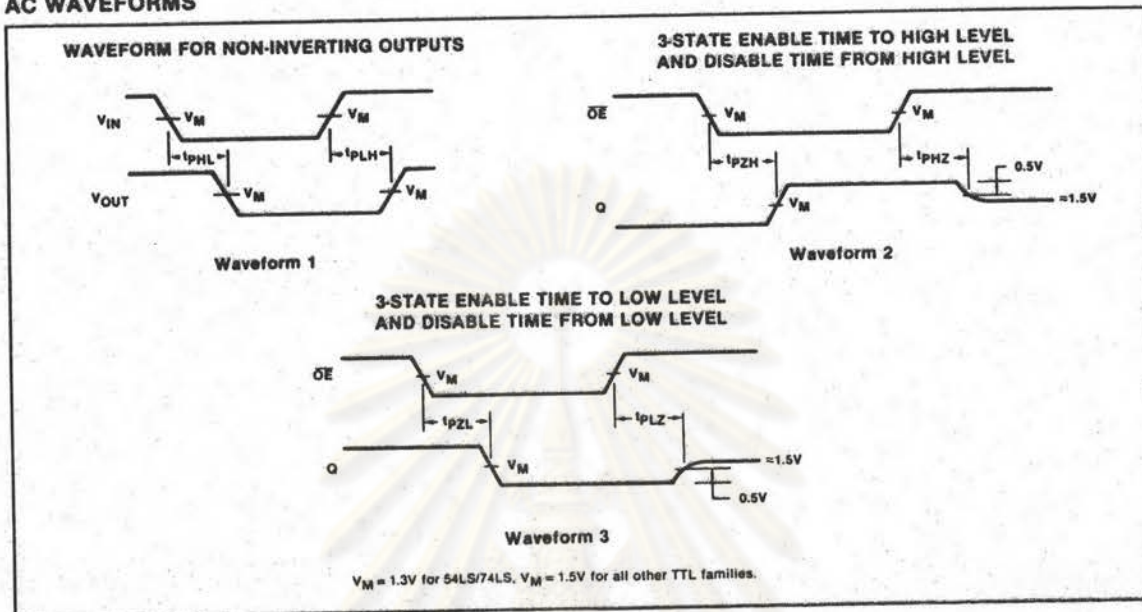 AC WAVEFORMS
WAVEFORM FOR NON-INVERTING OUTPUTS
VIN
VM
VM
tPHL
tPLH
VOUT
VM
VM
Waveform 1
3-STATE ENABLE TIME TO HIGH LEVEL
AND DISABLE TIME FROM HIGH LEVEL
OE
VM
VM
tPZH
tPHZ
0.5V
≈1.5V
Q
VM
Waveform 2
3-STATE ENABLE TIME TO LOW LEVEL
AND DISABLE TIME FROM LOW LEVEL
OE
VM
VM
tPZL
tPLZ
Q
VM
≈1.5V
0.5V
Waveform 3
VM = 1.3V for 54LS/74LS, VM = 1.5V for all other TTL families.